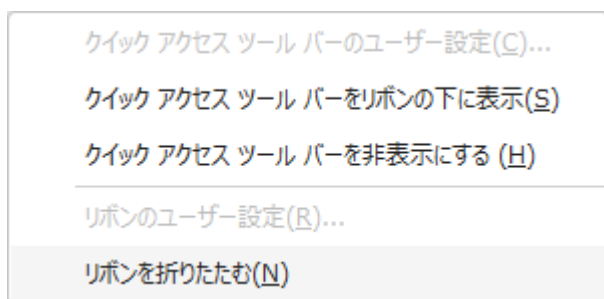 クイック アクセス ツール バーのユーザー設定(C)...
クイック アクセス ツール バーをリボンの下に表示(S)
クイック アクセス ツール バーを非表示にする (H)
リボンのユーザー設定(R)...
リボンを折りたたむ(N)